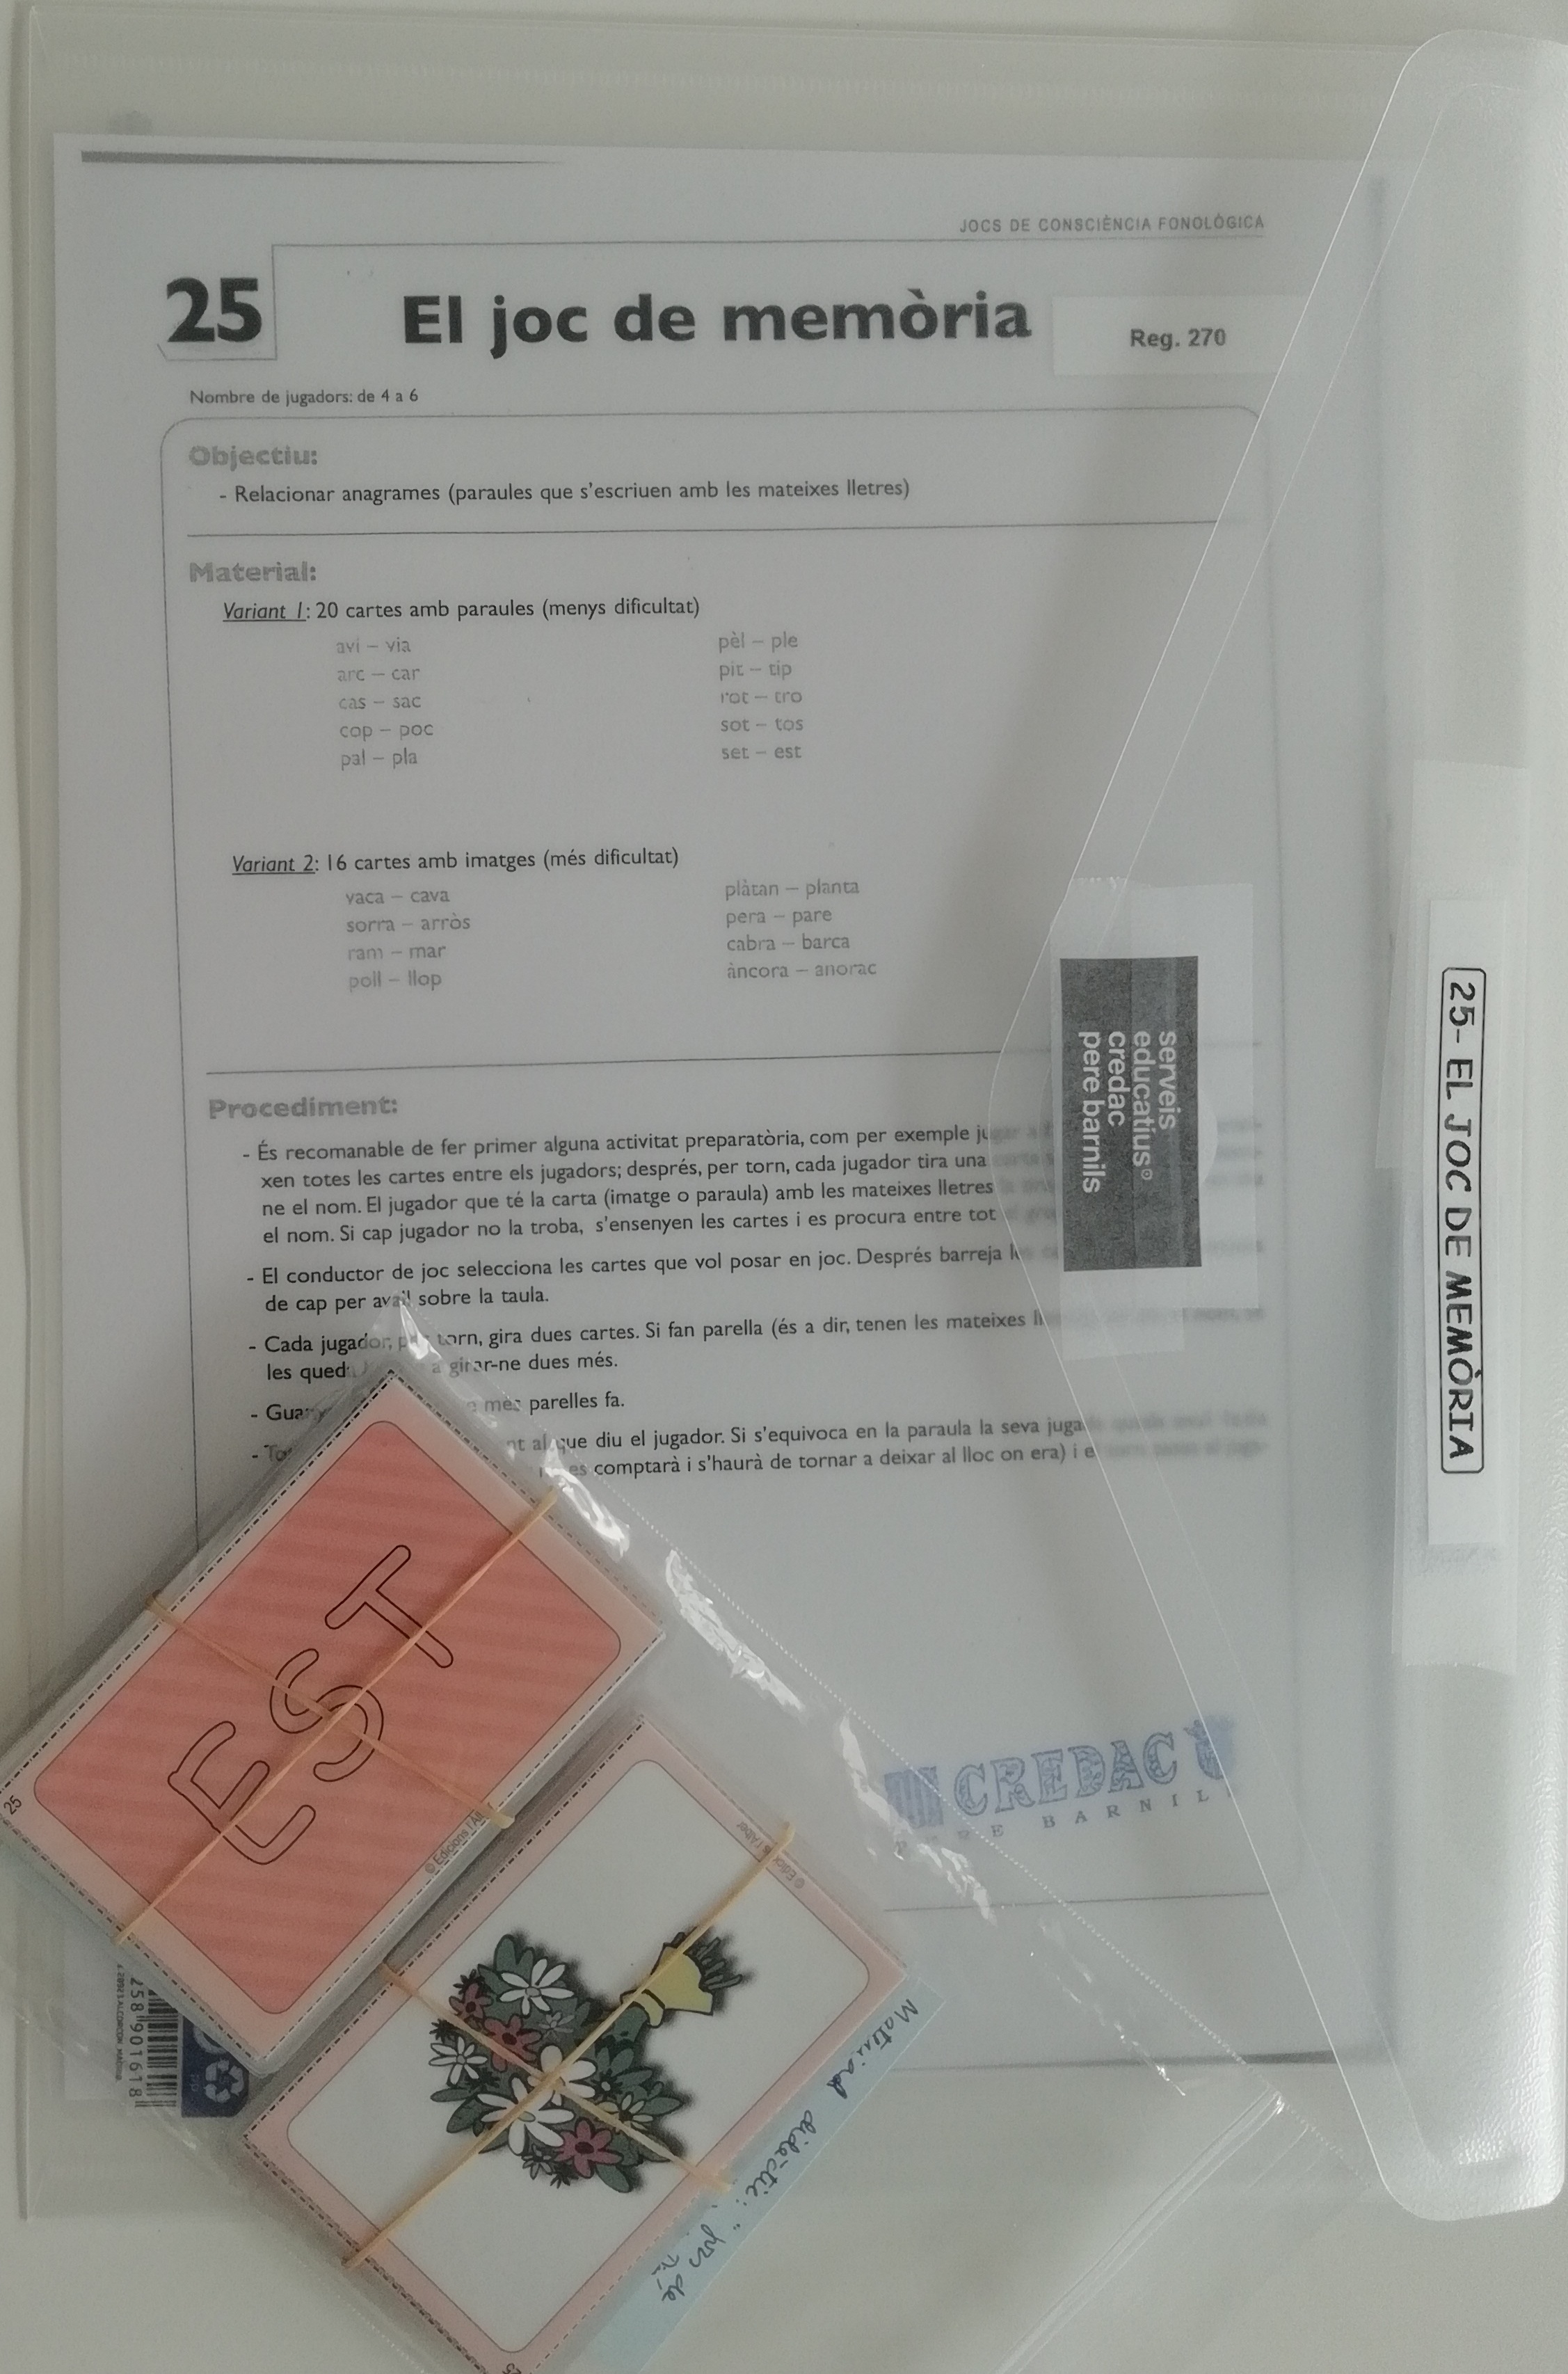 JOCS DE CONSCIÈNCIA FONOLÒGICA
25
El joc de memòria
Reg. 270
Nombre de jugadors: de 4 a 6
Objectiu:
- Relacionar anagrames (paraules que s'escriuen amb les mateixes lletres)
Material:
Variant 1: 20 cartes amb paraules (menys dificultat)
avi – via
arc – car
cas – sac
cop – poc
pal – pla
pèl – ple
pit – tip
rot – tro
sot – tos
set – est
Variant 2: 16 cartes amb imatges (més dificultat)
vaca – cava
sorra – arròs
ram – mar
poll – llop
plàtan – planta
pera – pare
cabra – barca
àncora – anorac
Procediment:
- És recomanable de fer primer alguna activitat preparatòria, com per exemple
xen totes les cartes entre els jugadors; després, per torn, cada jugador tira una
ne el nom. El jugador que té la carta (imatge o paraula) amb les mateixes lletres
el nom. Si cap jugador no la troba, s'ensenyen les cartes i es procura entre tot
- El conductor de joc selecciona les cartes que vol posar en joc. Després barreja
de cap per avall sobre la taula.
- Cada jugador, per torn, gira dues cartes. Si fan parella (és a dir, tenen les mateixes
les girar-ne dues més.
- més parelles fa.
- que diu el jugador. Si s'equivoca en la paraula la seva
es comptarà i s'haurà de tornar a deixar al lloc on era) i
serveis
educatius
credac
pere barnils
25- EL JOC DE MEMÒRIA
EST
25
© Edicions l'Àl
CREDAC
BARNIL
Material didàctic: "Jocs de
258 901618